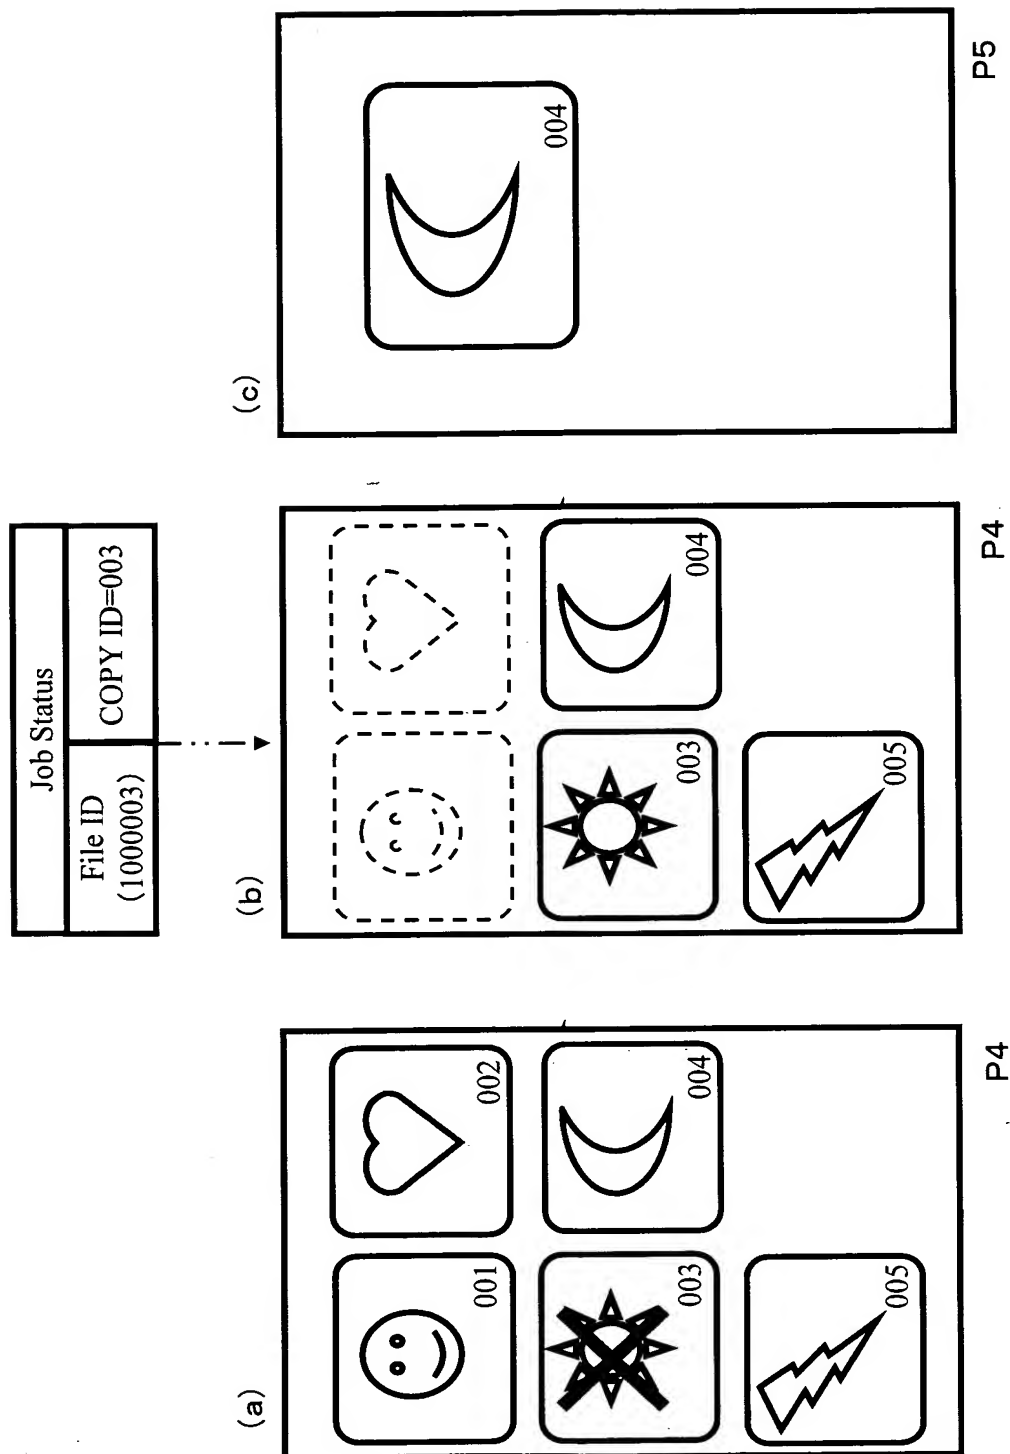 Job Status
File ID
(1000003)
COPY ID=003
(a)
001
002
003
004
005
P4
(b)
003
004
005
P4
(c)
004
P5